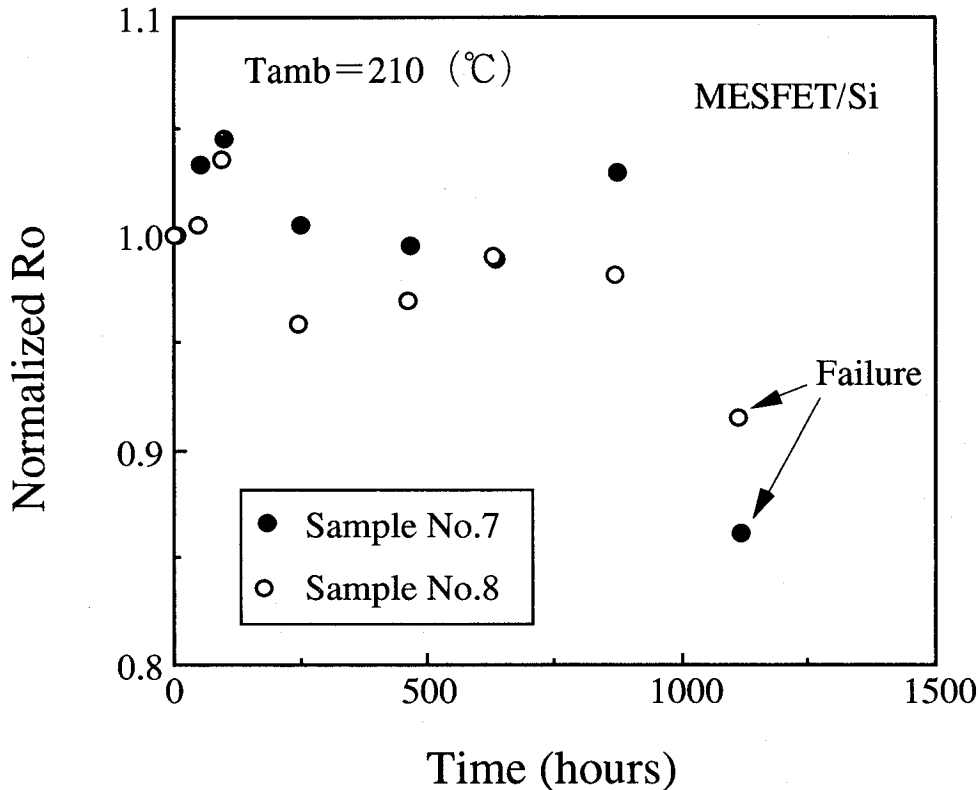 1.1
Tamb=210 (℃)
MESFET/Si
1.0
Normalized Ro
Failure
0.9
● Sample No.7
○ Sample No.8
0.8
0 500 1000 1500
Time (hours)